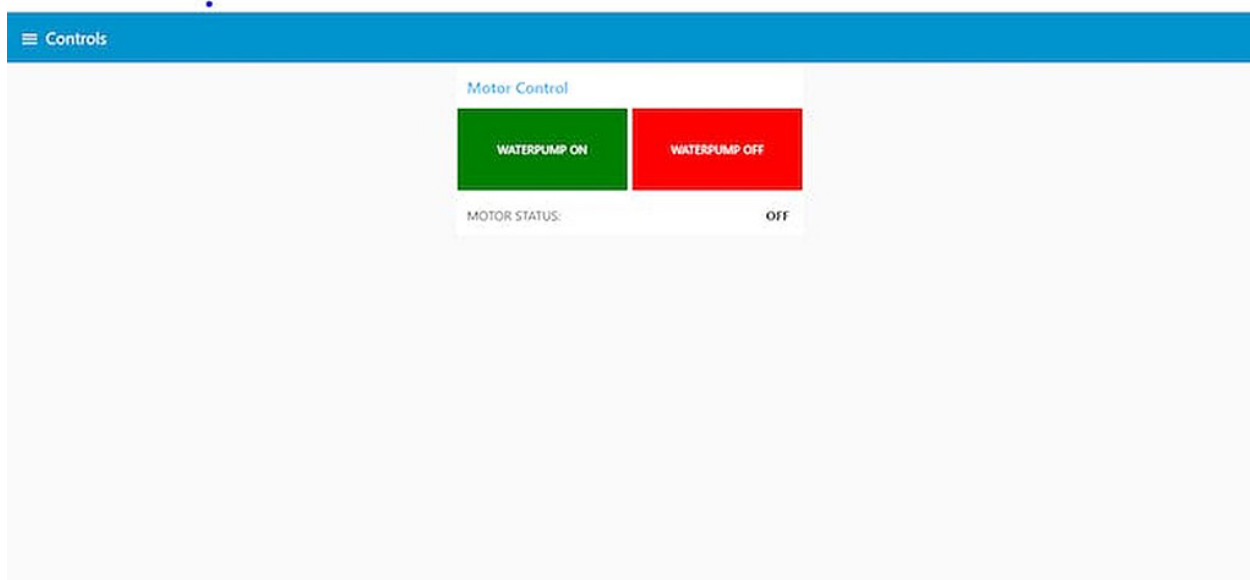 Controls
Motor Control
WATERPUMP ON WATERPUMP OFF
MOTOR STATUS: OFF